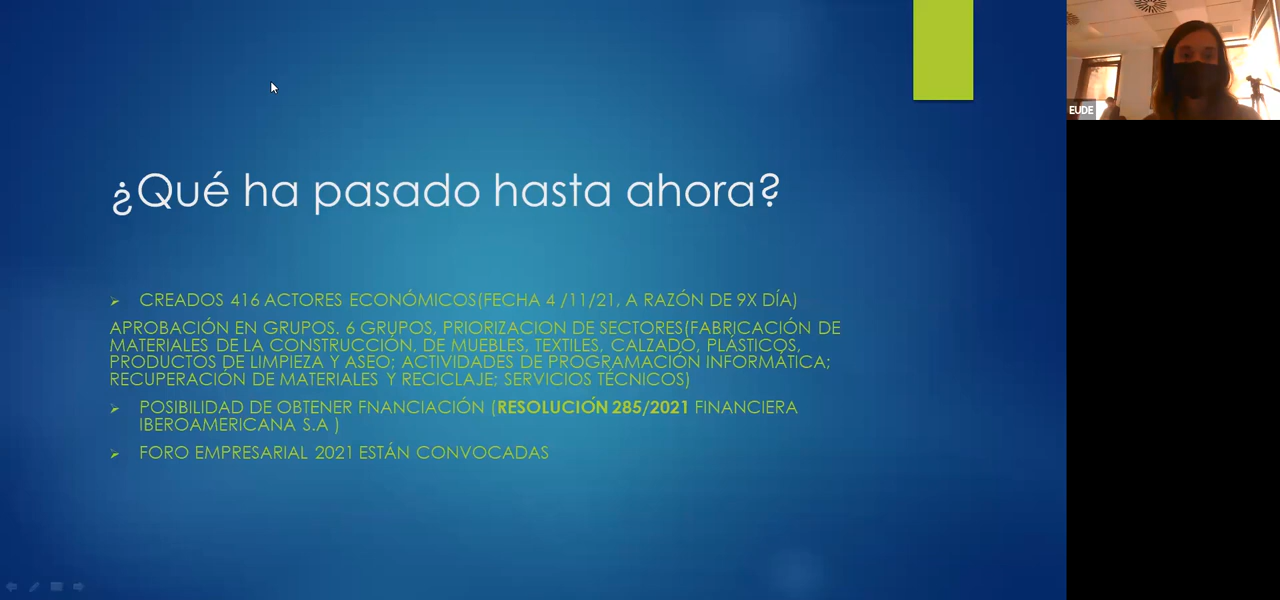 ¿Qué ha pasado hasta ahora?
CREADOS 416 ACTORES ECONÓMICOS(FECHA 4 /11/21, A RAZÓN DE 9X DÍA)
APROBACIÓN EN GRUPOS. 6 GRUPOS, PRIORIZACION DE SECTORES(FABRICACIÓN DE
MATERIALES DE LA CONSTRUCCIÓN, DE MUEBLES, TEXTILES, CALZADO, PLÁSTICOS,
PRODUCTOS DE LIMPIEZA Y ASEO; ACTIVIDADES DE PROGRAMACIÓN INFORMÁTICA;
RECUPERACIÓN DE MATERIALES Y RECICLAJE; SERVICIOS TÉCNICOS)
POSIBILIDAD DE OBTENER FNANCIACIÓN (RESOLUCIÓN 285/2021 FINANCIERA
IBEROAMERICANA S.A )
FORO EMPRESARIAL 2021 ESTÁN CONVOCADAS
EUDE